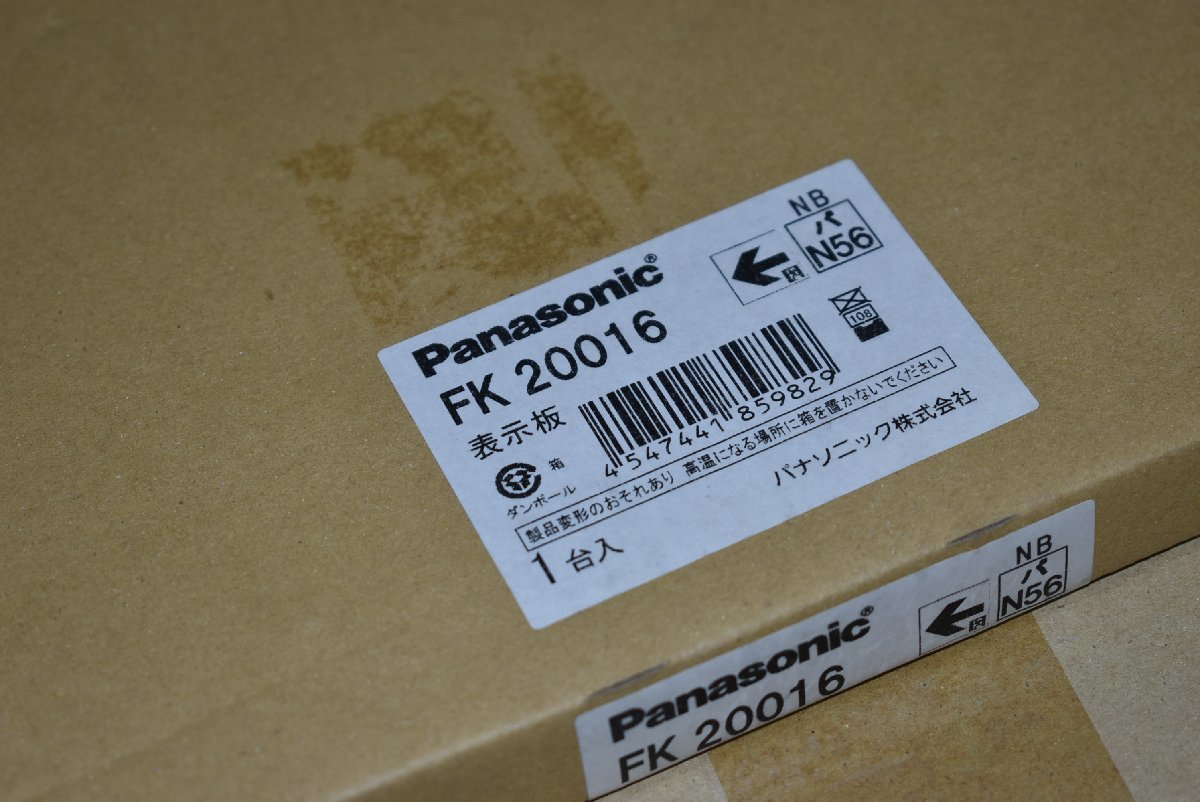 NB
パ
N56
Panasonic®
FK 20016
108
表示板
4547441859829
箱
ダンボール
製品変形のおそれあり 高温になる場所に箱を置かないでください
パナソニック株式会社
1台入
NB
パ
N56
Panasonic®
FK 20016